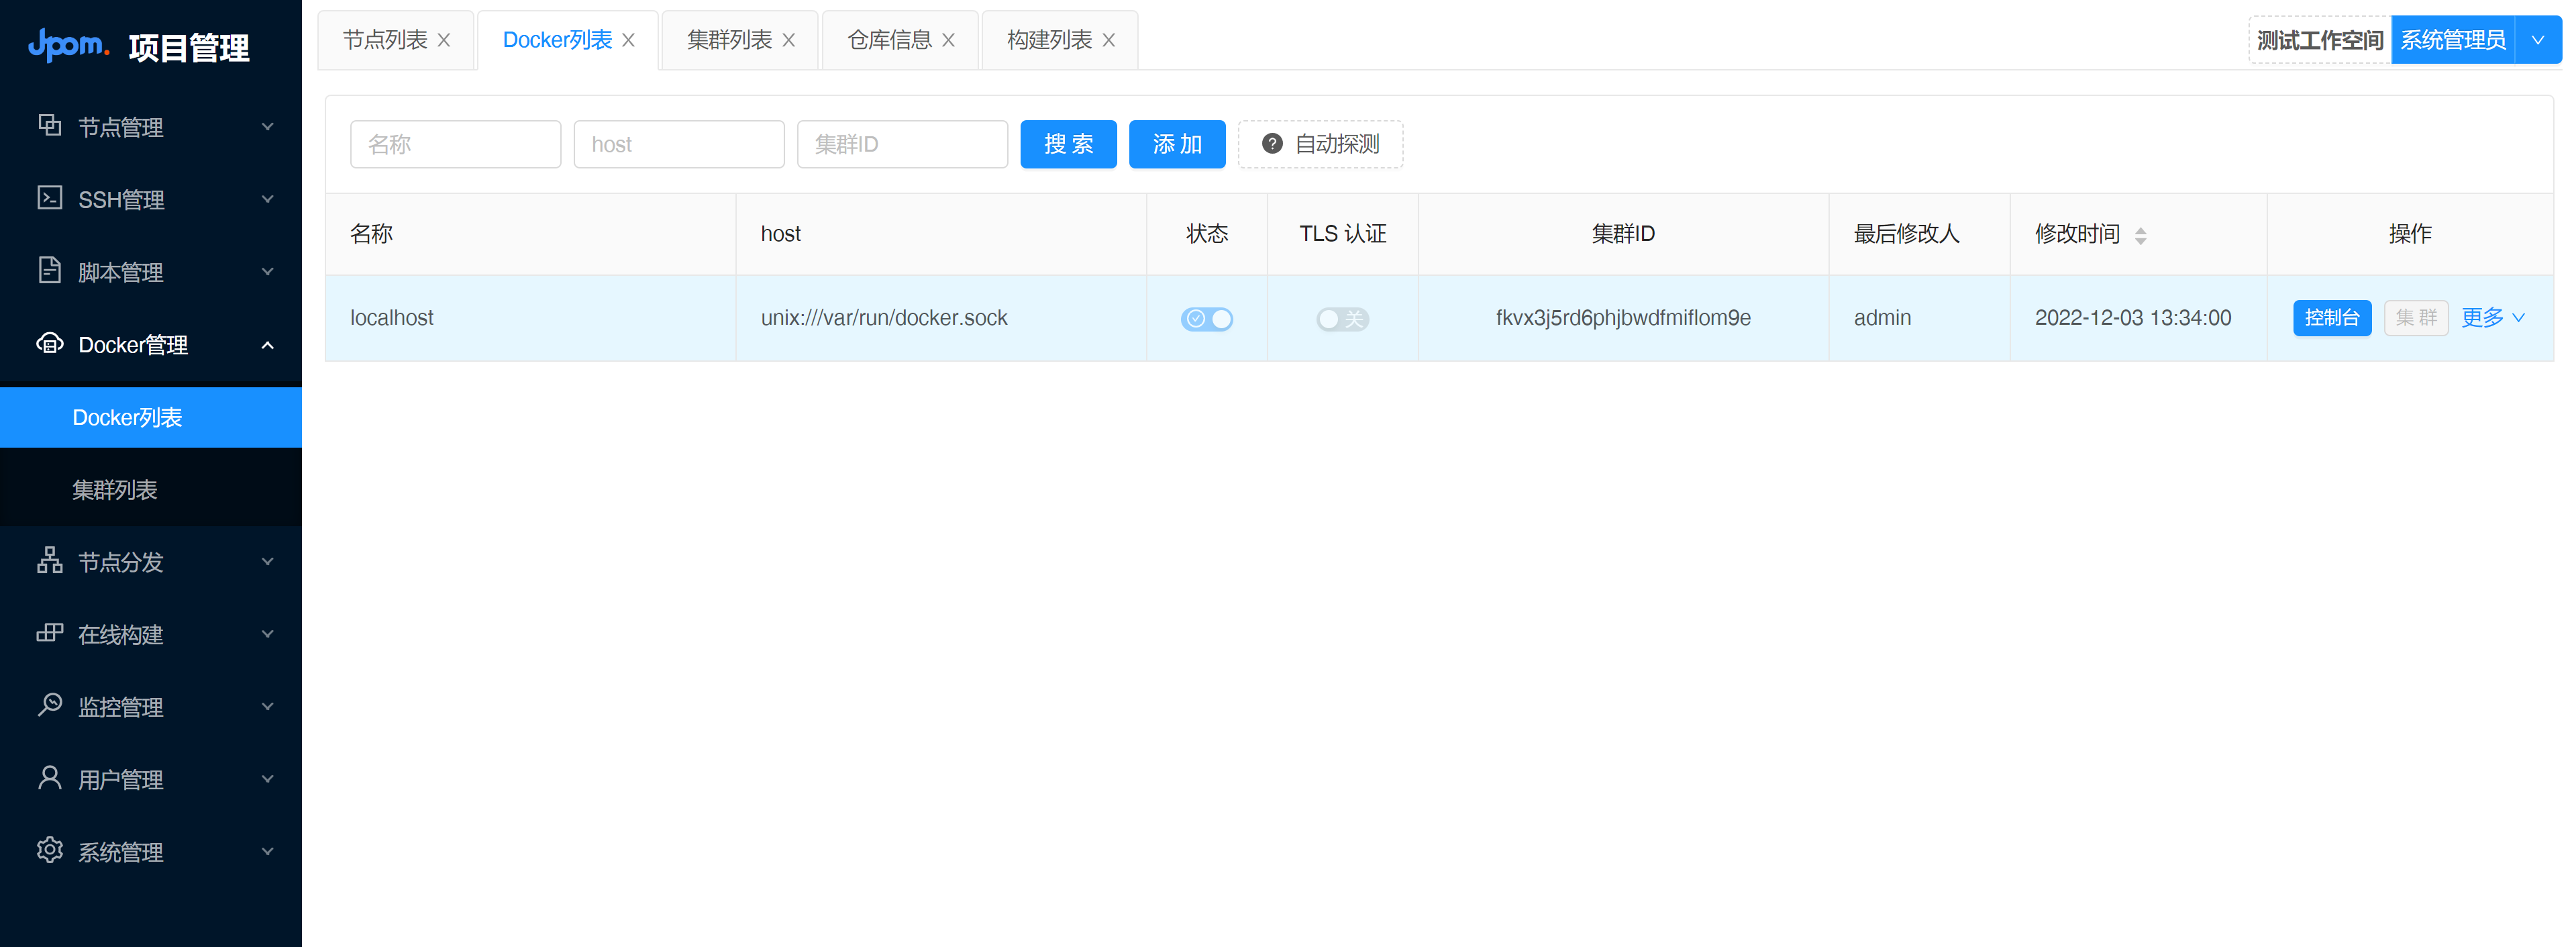 Jpom. 项目管理
节点管理
SSH管理
脚本管理
Docker管理
Docker列表
集群列表
节点分发
在线构建
监控管理
用户管理
系统管理
节点列表 Docker列表 集群列表 仓库信息 构建列表
测试工作空间 系统管理员
名称 host 集群ID 搜 索 添 加 自动探测
名称 host 状态 TLS 认证 集群ID 最后修改人 修改时间 操作
localhost unix:///var/run/docker.sock 关 fkvx3j5rd6phjbwdfmiflom9e admin 2022-12-03 13:34:00 控制台 集 群 更多